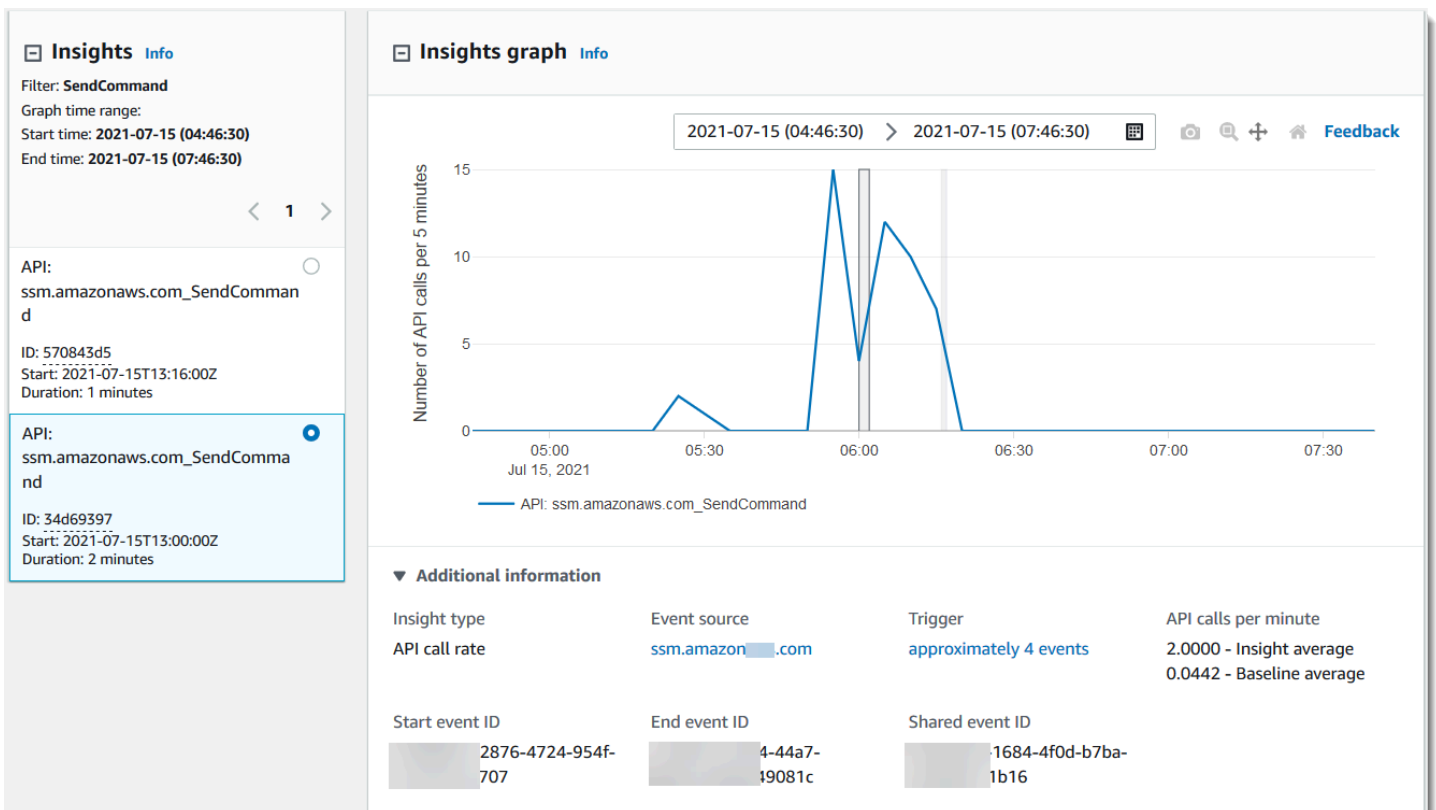 Insights Info
Filter: SendCommand
Graph time range:
Start time: 2021-07-15 (04:46:30)
End time: 2021-07-15 (07:46:30)
1
API:
ssm.amazonaws.com_SendComman
d
ID: 570843d5
Start: 2021-07-15T13:16:00Z
Duration: 1 minutes
API:
ssm.amazonaws.com_SendComma
nd
ID: 34d69397
Start: 2021-07-15T13:00:00Z
Duration: 2 minutes
Insights graph Info
2021-07-15 (04:46:30) 2021-07-15 (07:46:30) Feedback
Number of API calls per 5 minutes
15
10
5
0
05:00 05:30 06:00 06:30 07:00 07:30
Jul 15, 2021
API: ssm.amazonaws.com_SendCommand
Additional information
Insight type Event source Trigger API calls per minute
API call rate ssm.amazon .com approximately 4 events 2.0000 - Insight average
0.0442 - Baseline average
Start event ID End event ID Shared event ID
2876-4724-954f- 4-44a7- 1684-4f0d-b7ba-
707 49081c 1b16